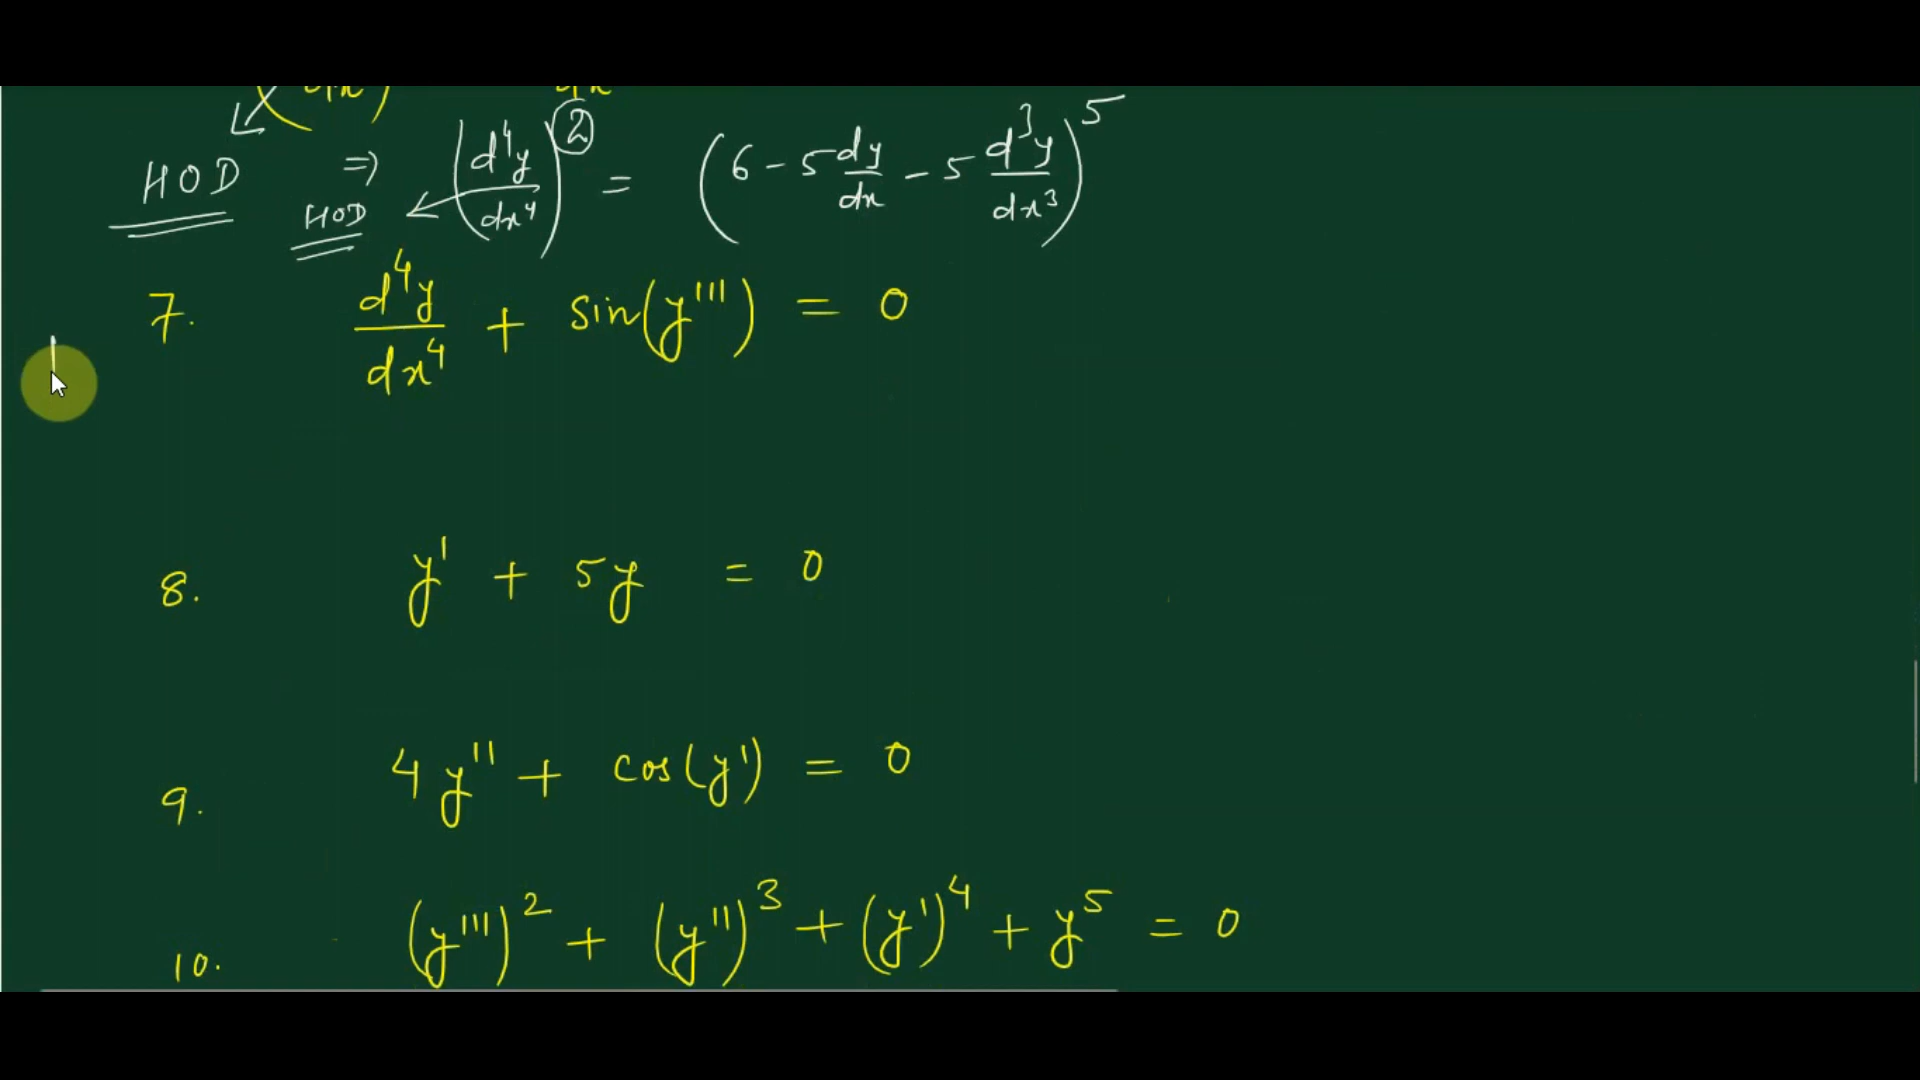 HOD ⇒ (d⁴y/dx⁴)² = (6 - 5 dy/dx - 5 d³y/dx³)⁵
HOD
7. d⁴y/dx⁴ + sin(y''') = 0
8. y' + 5y = 0
9. 4y'' + cos(y') = 0
10. (y''')² + (y'')³ + (y')⁴ + y⁵ = 0